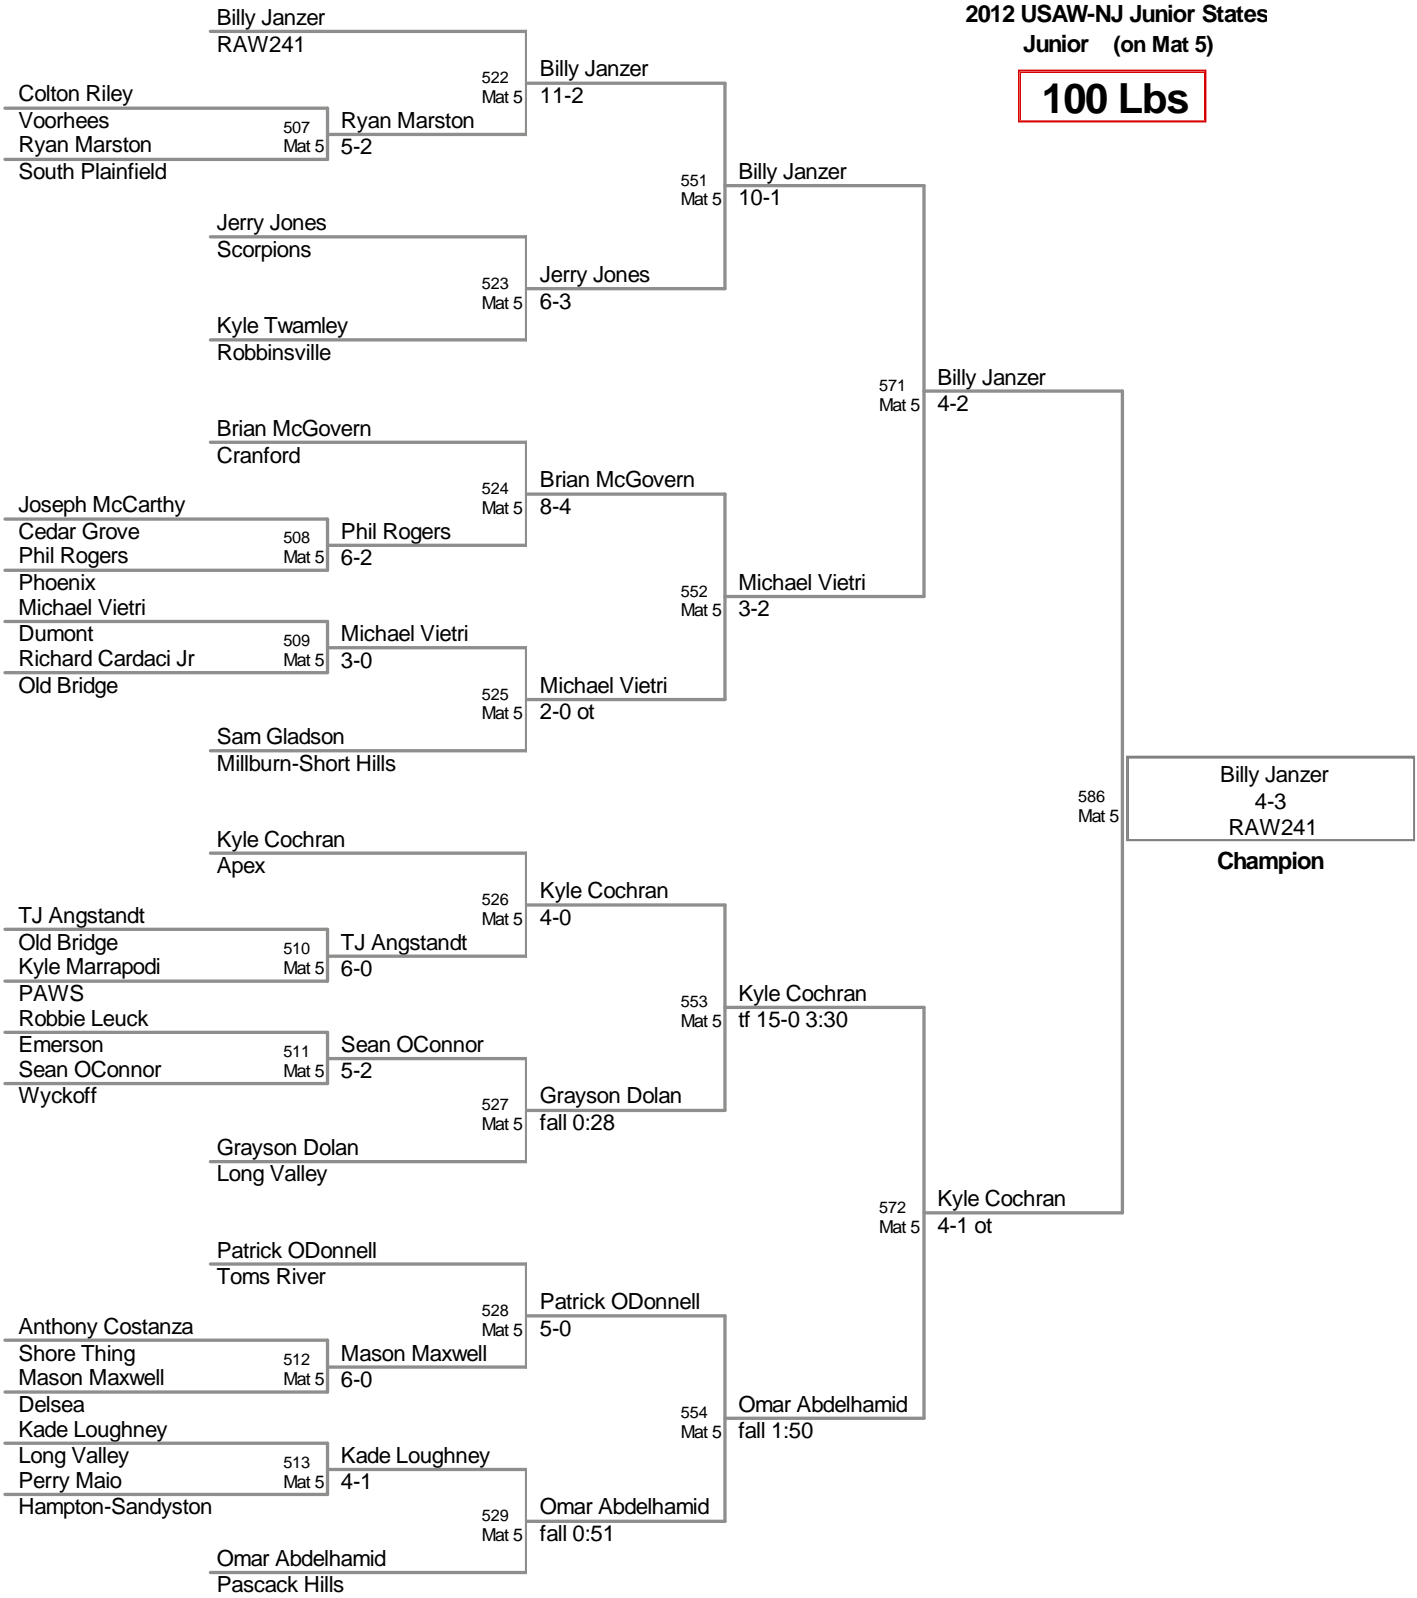 2012 USAW-NJ Junior States
Junior (on Mat 5)
100 Lbs
Billy Janzer
RAW241
522
Mat 5
Billy Janzer
11-2
Colton Riley
Voorhees
507
Mat 5
Ryan Marston
5-2
Ryan Marston
South Plainfield
551
Mat 5
Billy Janzer
10-1
Jerry Jones
Scorpions
523
Mat 5
Jerry Jones
6-3
Kyle Twamley
Robbinsville
571
Mat 5
Billy Janzer
4-2
Brian McGovern
Cranford
524
Mat 5
Brian McGovern
8-4
Joseph McCarthy
Cedar Grove
508
Mat 5
Phil Rogers
6-2
Phil Rogers
Phoenix
552
Mat 5
Michael Vietri
3-2
Michael Vietri
Dumont
509
Mat 5
Michael Vietri
3-0
Richard Cardaci Jr
Old Bridge
525
Mat 5
Michael Vietri
2-0 ot
Sam Gladson
Millburn-Short Hills
586
Mat 5
Billy Janzer
4-3
RAW241
Champion
Kyle Cochran
Apex
526
Mat 5
Kyle Cochran
4-0
TJ Angstandt
Old Bridge
510
Mat 5
TJ Angstandt
6-0
Kyle Marrapodi
PAWS
553
Mat 5
Kyle Cochran
tf 15-0 3:30
Robbie Leuck
Emerson
511
Mat 5
Sean OConnor
5-2
Sean OConnor
Wyckoff
527
Mat 5
Grayson Dolan
fall 0:28
Grayson Dolan
Long Valley
572
Mat 5
Kyle Cochran
4-1 ot
Patrick ODonnell
Toms River
528
Mat 5
Patrick ODonnell
5-0
Anthony Costanza
Shore Thing
512
Mat 5
Mason Maxwell
6-0
Mason Maxwell
Delsea
554
Mat 5
Omar Abdelhamid
fall 1:50
Kade Loughney
Long Valley
513
Mat 5
Kade Loughney
4-1
Perry Maio
Hampton-Sandyston
529
Mat 5
Omar Abdelhamid
fall 0:51
Omar Abdelhamid
Pascack Hills